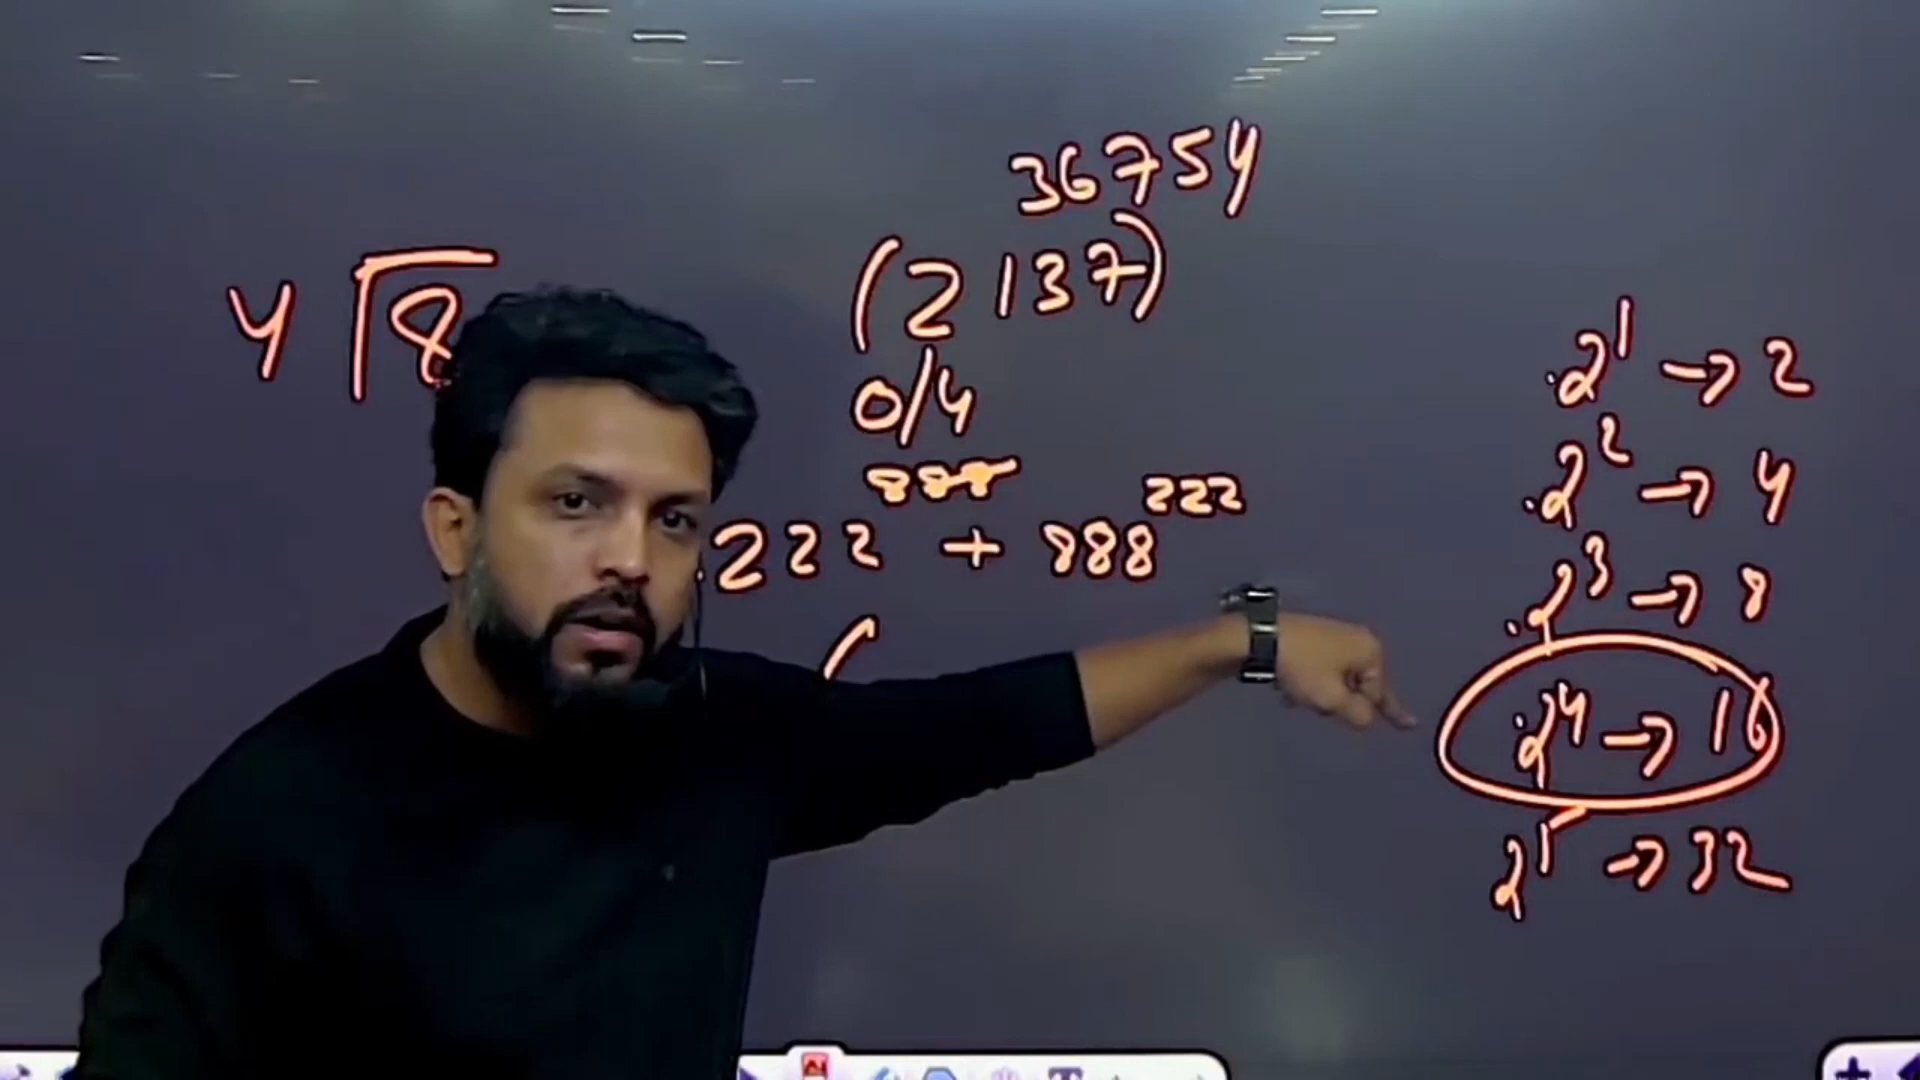 36754
(2137)
4 √8
0/4
222^888 + 888^222
(
2^1 → 2
2^2 → 4
2^3 → 8
2^4 → 16
2^5 → 32